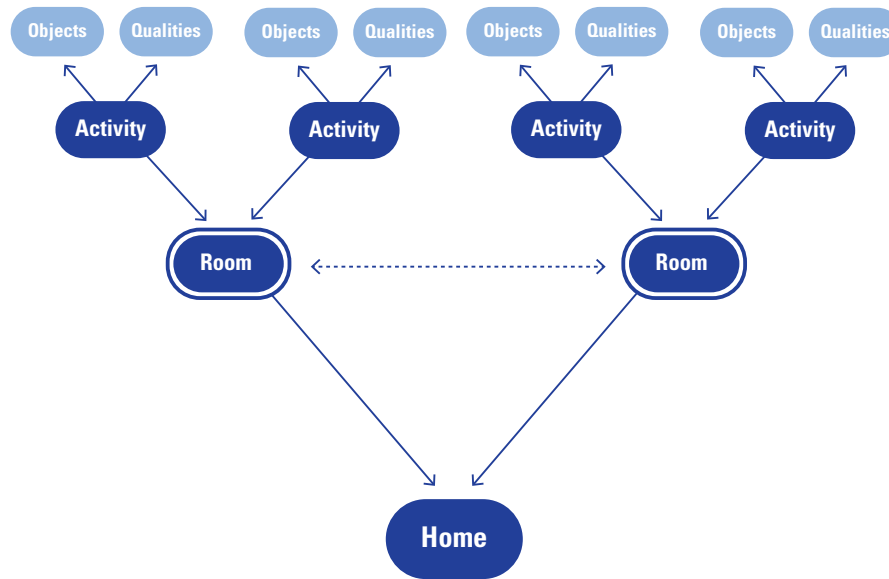 Objects
Qualities
Objects
Qualities
Objects
Qualities
Objects
Qualities
Activity
Activity
Activity
Activity
Room
Room
Home